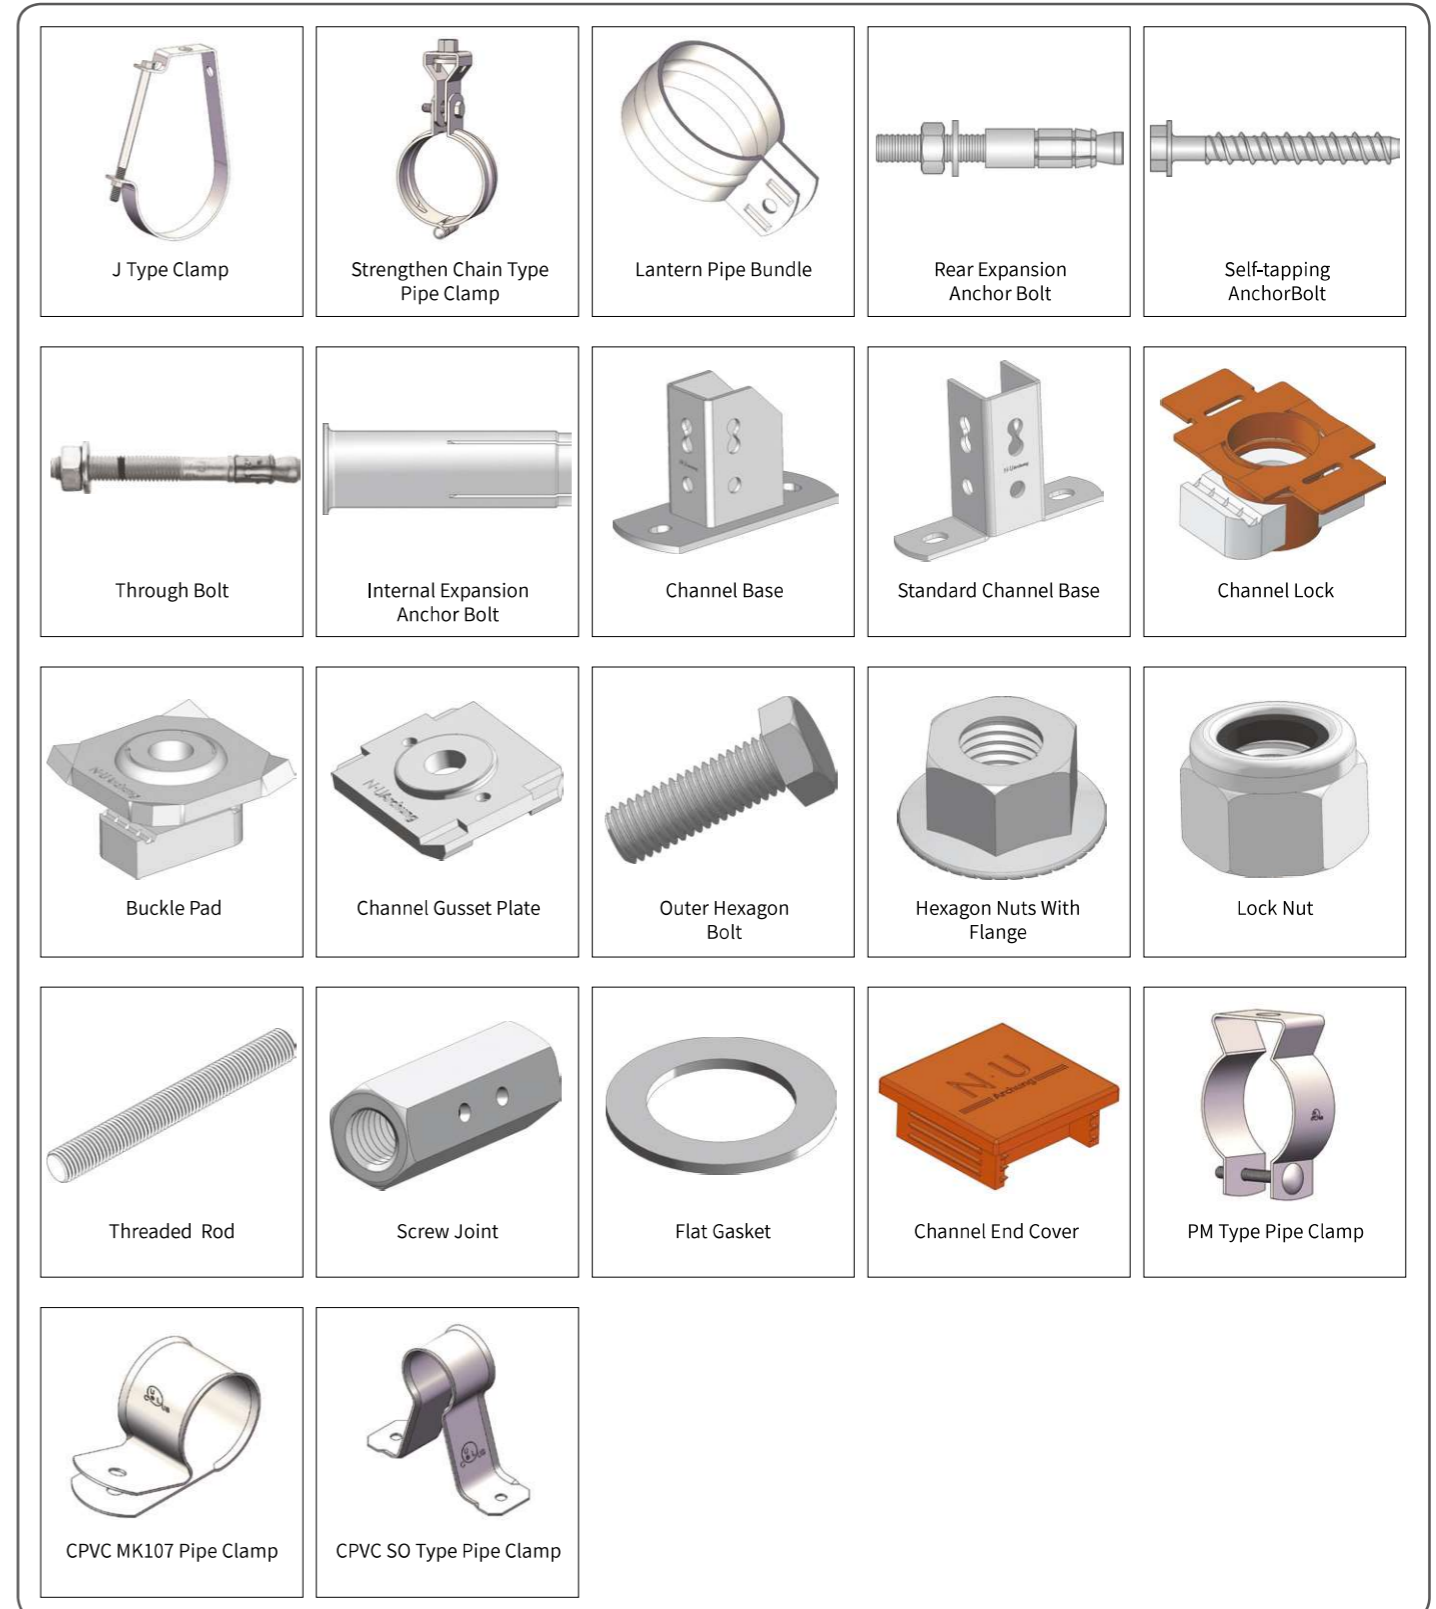 J Type Clamp
Strengthen Chain Type
Pipe Clamp
Lantern Pipe Bundle
Rear Expansion
Anchor Bolt
Self-tapping
AnchorBolt
Through Bolt
Internal Expansion
Anchor Bolt
Channel Base
Standard Channel Base
Channel Lock
N·UArchwing
Buckle Pad
N·UArchwing
Channel Gusset Plate
Outer Hexagon
Bolt
Hexagon Nuts With
Flange
Lock Nut
Threaded Rod
Screw Joint
Flat Gasket
N·U
Archwing
Channel End Cover
PM Type Pipe Clamp
CPVC MK107 Pipe Clamp
CPVC SO Type Pipe Clamp